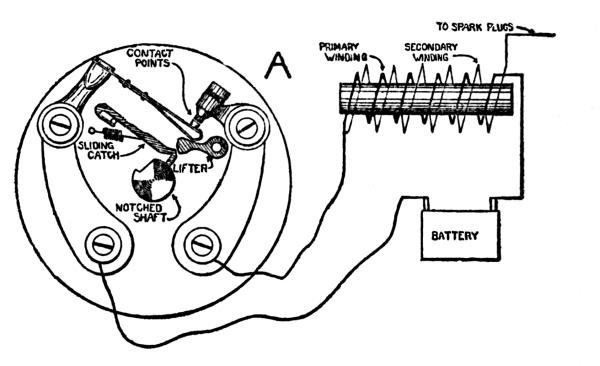 TO SPARK PLUGS
CONTACT
POINTS
A
PRIMARY
WINDING
SECONDARY
WINDING
SLIDING
CATCH
LIFTER
NOTCHED
SHAFT
BATTERY